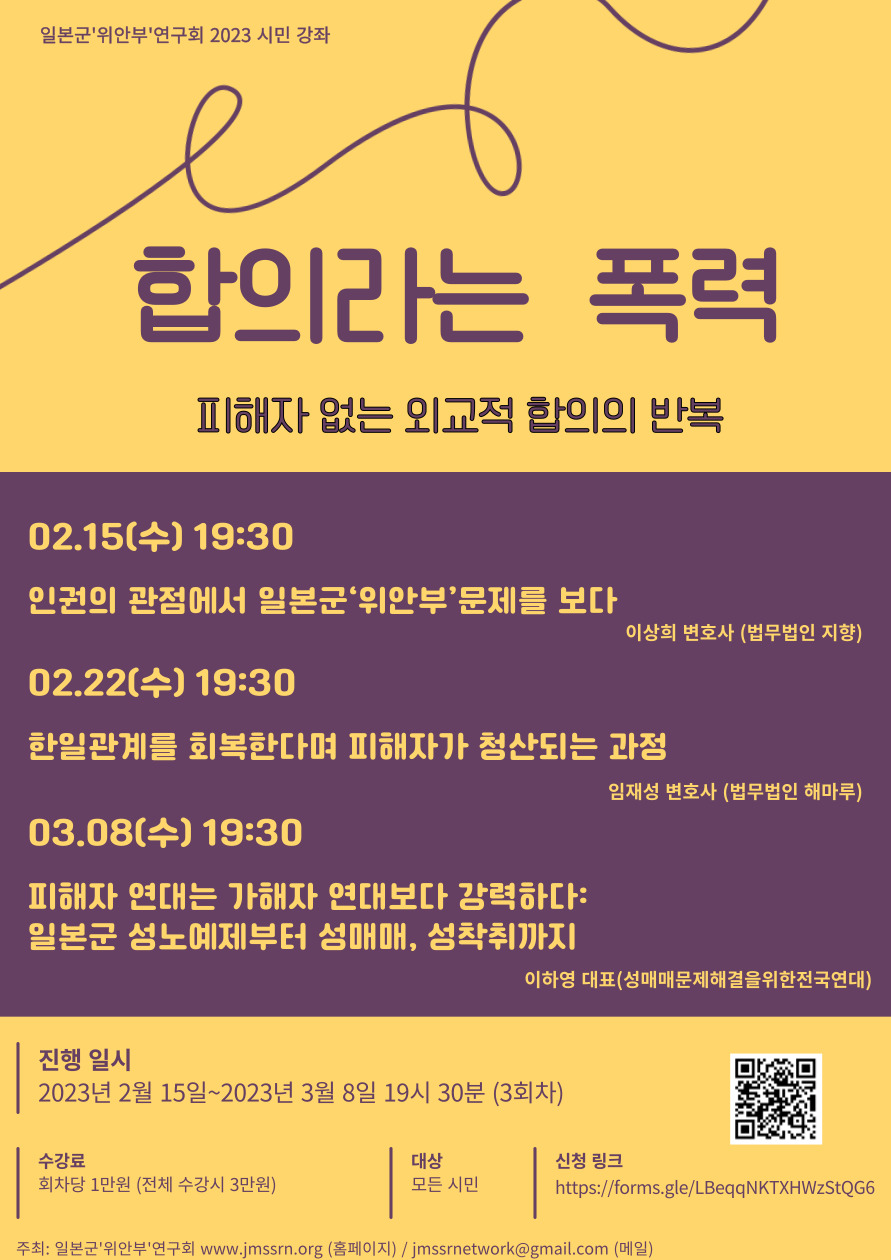 일본군'위안부'연구회 2023 시민 강좌
합의라는 폭력
피해자 없는 외교적 합의의 반복
02.15(수) 19:30
인권의 관점에서 일본군‘위안부’문제를 보다
이상희 변호사 (법무법인 지향)
02.22(수) 19:30
한일관계를 회복한다며 피해자가 청산되는 과정
임재성 변호사 (법무법인 해마루)
03.08(수) 19:30
피해자 연대는 가해자 연대보다 강력하다:
일본군 성노예제부터 성매매, 성착취까지
이하영 대표(성매매문제해결을위한전국연대)
진행 일시
2023년 2월 15일~2023년 3월 8일 19시 30분 (3회차)
수강료
회차당 1만원 (전체 수강시 3만원)
대상
모든 시민
신청 링크
https://forms.gle/LBeqqNKTXHWzStQG6
주최: 일본군'위안부'연구회 www.jmssrn.org (홈페이지) / jmssrnetwork@gmail.com (메일)